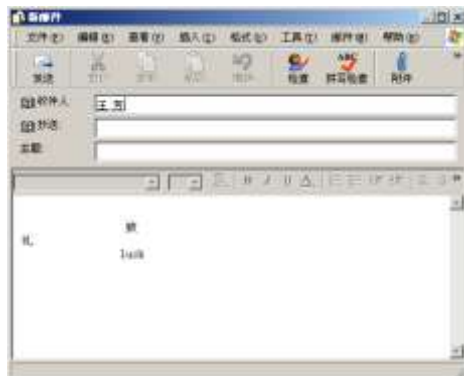 新邮件
文件(F) 编辑(E) 查看(V) 插入(I) 格式(O) 工具(T) 邮件(M) 帮助(H)
发送 检查 拼写检查 附件
收件人
王 芳
抄送:
主题:
礼
luck